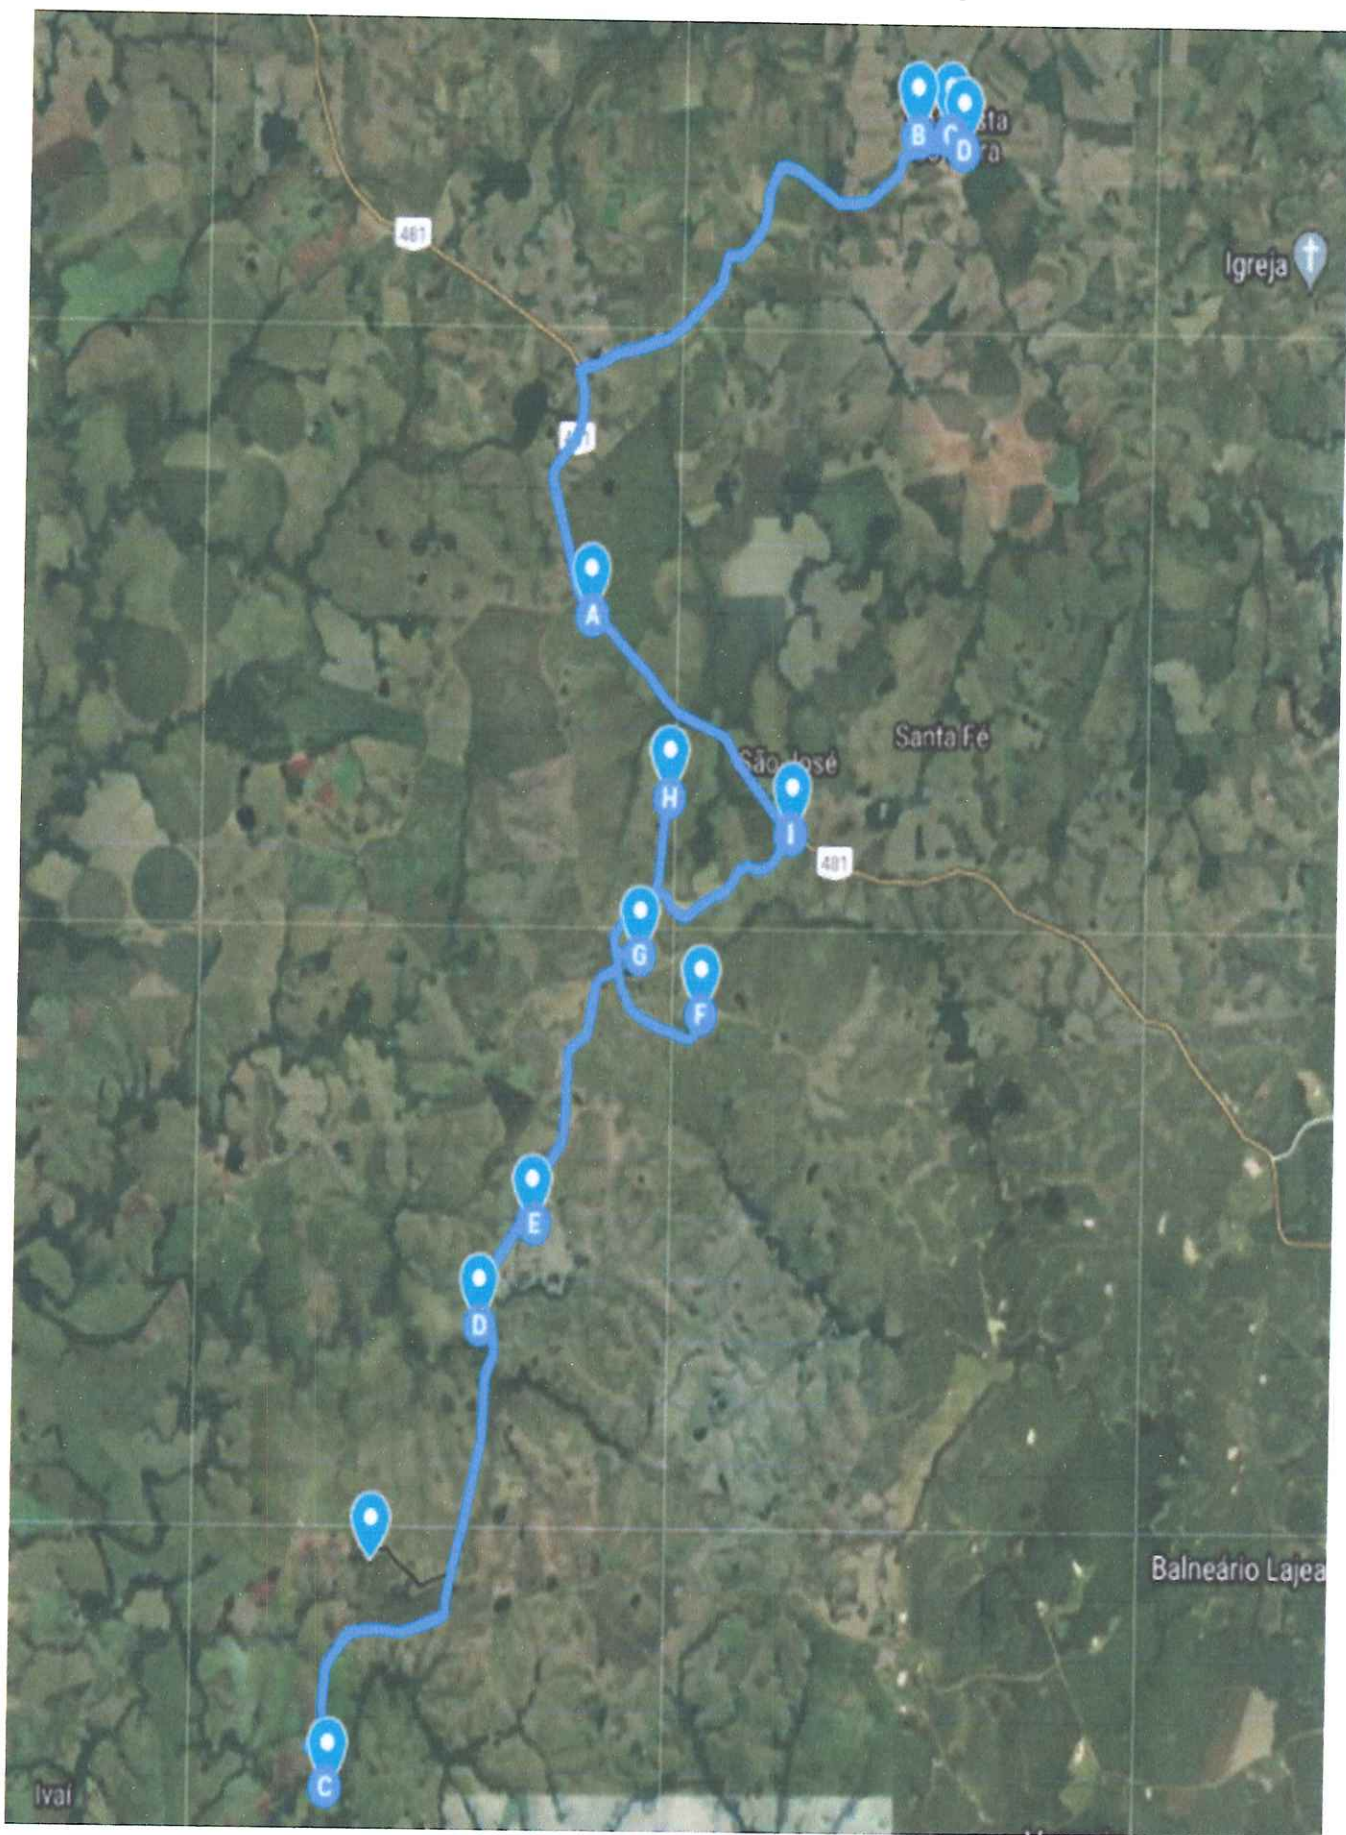 B C D
Igreja
481
A
Santa Fé
São José
H
I
481
G
F
E
D
Balneário Lajea
Ivaí
C